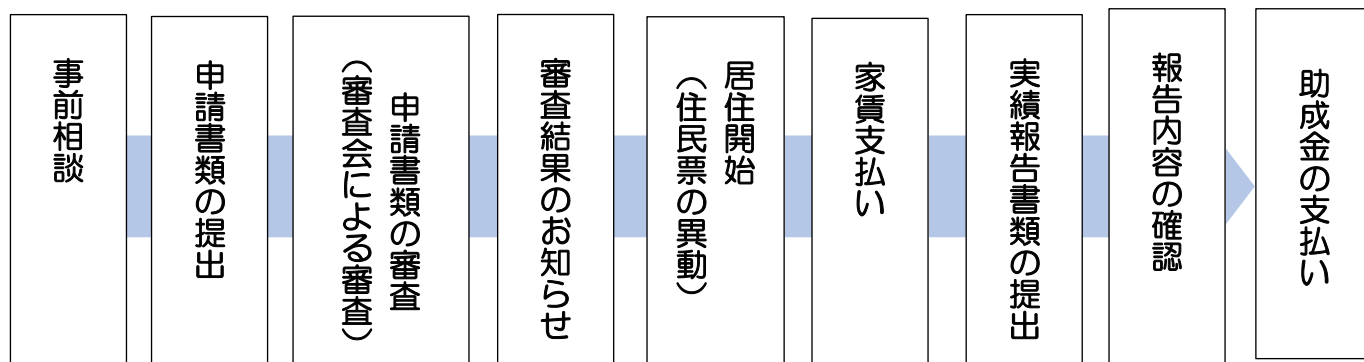 事前相談
申請書類の提出
申請書類の審査
（審査会による審査）
審査結果のお知らせ
居住開始
（住民票の異動）
家賃支払い
実績報告書類の提出
報告内容の確認
助成金の支払い